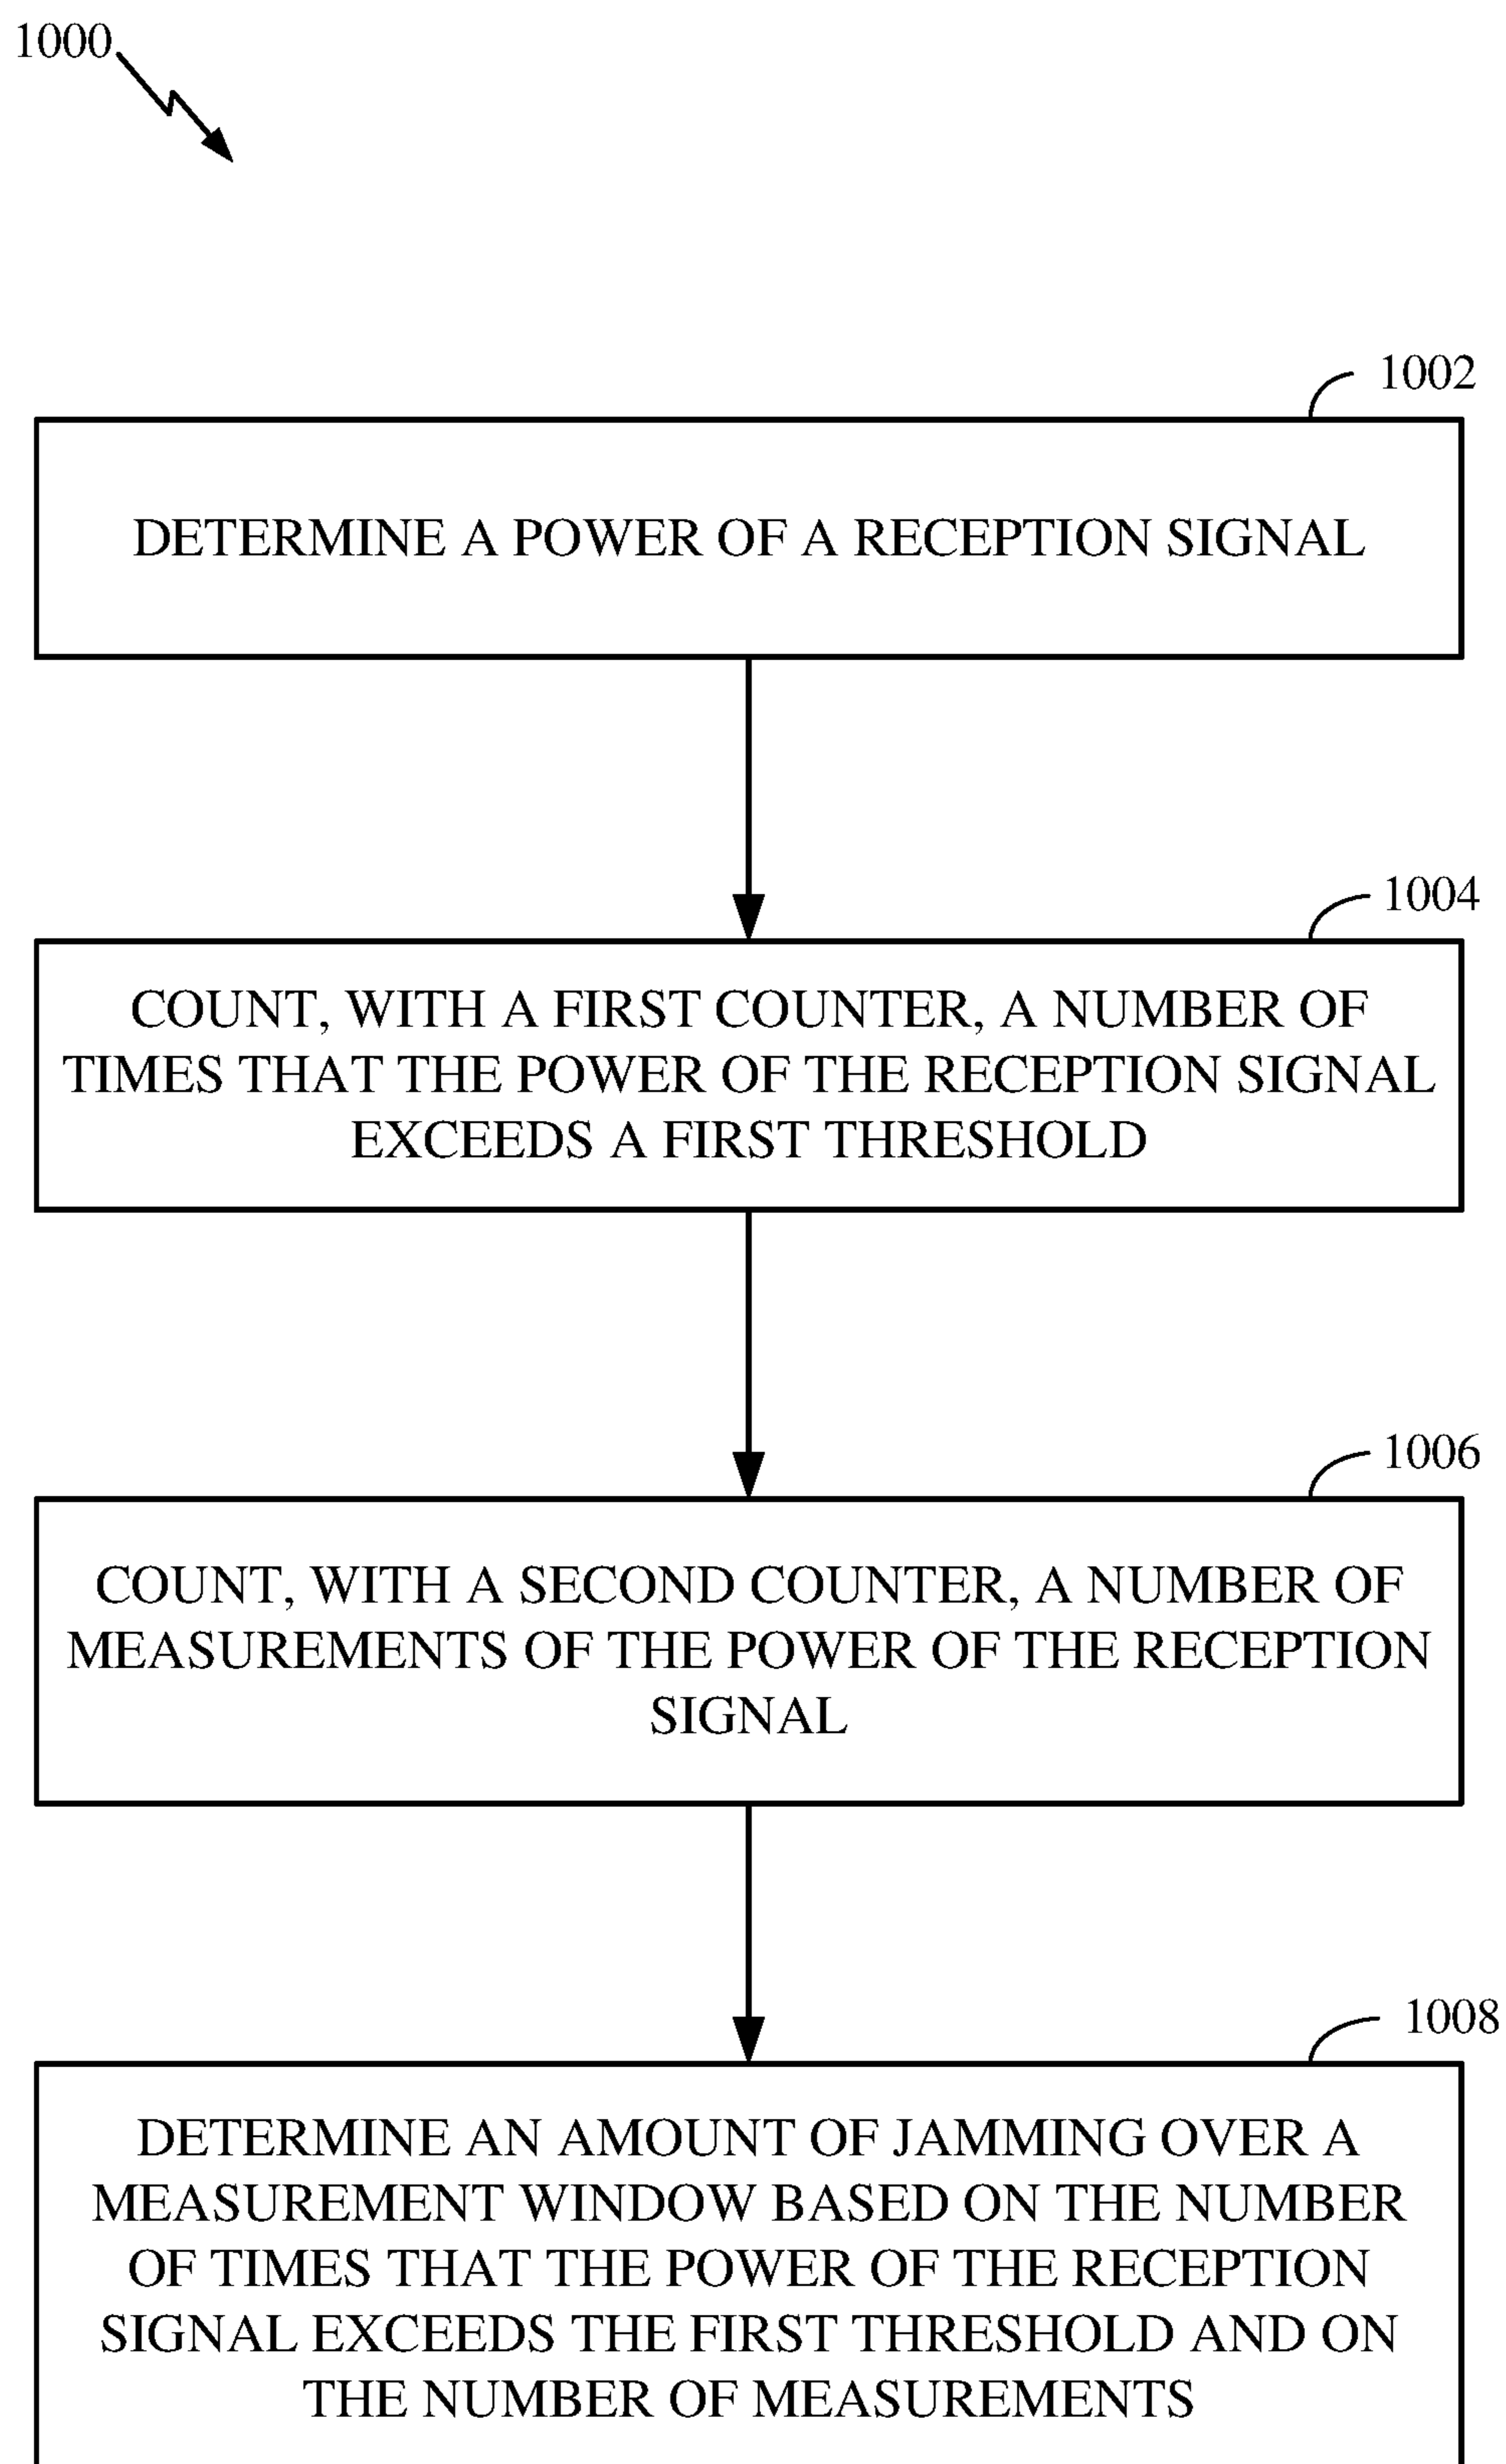 1000
1002
DETERMINE A POWER OF A RECEPTION SIGNAL
1004
COUNT, WITH A FIRST COUNTER, A NUMBER OF
TIMES THAT THE POWER OF THE RECEPTION SIGNAL
EXCEEDS A FIRST THRESHOLD
1006
COUNT, WITH A SECOND COUNTER, A NUMBER OF
MEASUREMENTS OF THE POWER OF THE RECEPTION
SIGNAL
1008
DETERMINE AN AMOUNT OF JAMMING OVER A
MEASUREMENT WINDOW BASED ON THE NUMBER
OF TIMES THAT THE POWER OF THE RECEPTION
SIGNAL EXCEEDS THE FIRST THRESHOLD AND ON
THE NUMBER OF MEASUREMENTS